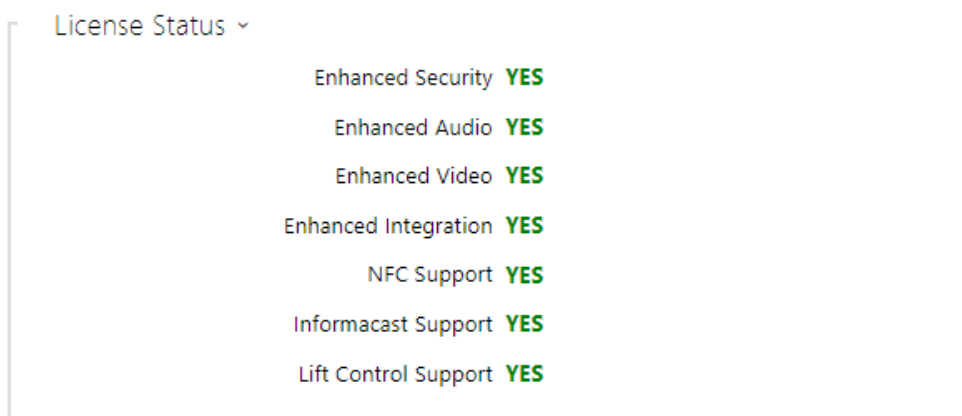 License Status
Enhanced Security YES
Enhanced Audio YES
Enhanced Video YES
Enhanced Integration YES
NFC Support YES
Informacast Support YES
Lift Control Support YES